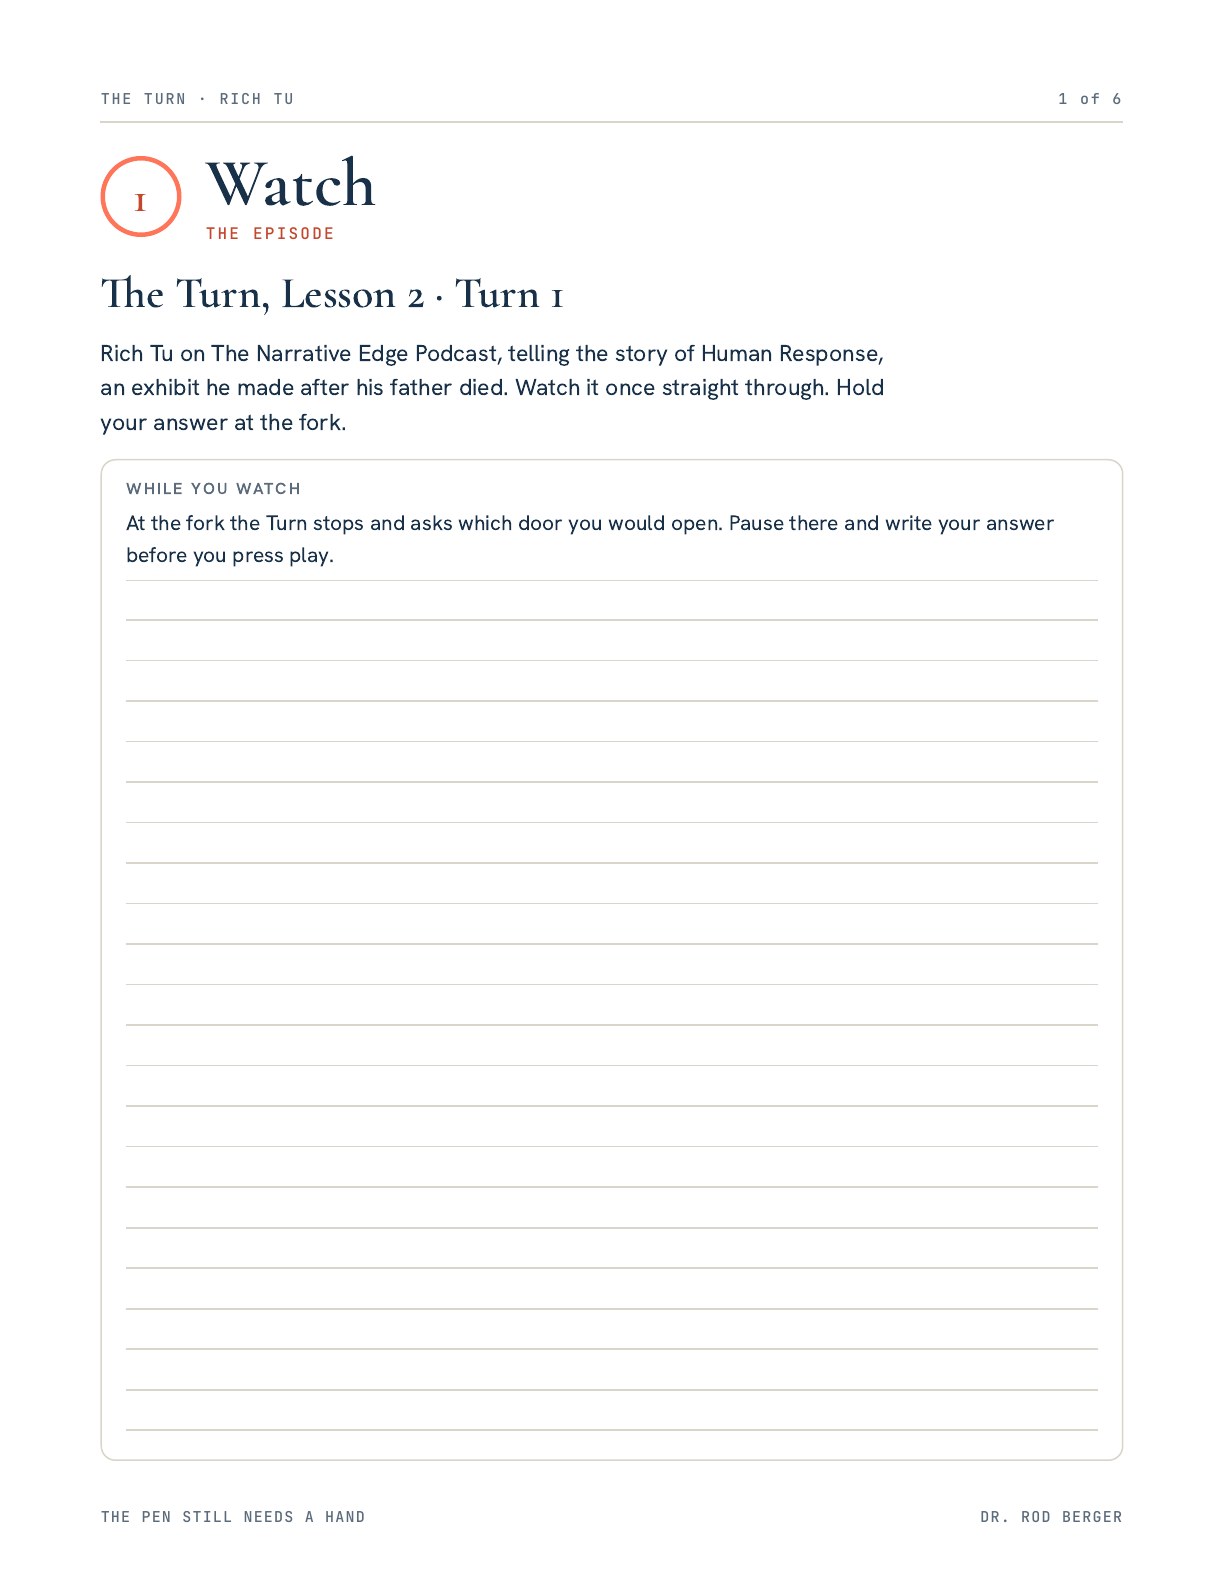 THE TURN · RICH TU
1 of 6
1
Watch
THE EPISODE
The Turn, Lesson 2 · Turn 1
Rich Tu on The Narrative Edge Podcast, telling the story of Human Response,
an exhibit he made after his father died. Watch it once straight through. Hold
your answer at the fork.
WHILE YOU WATCH
At the fork the Turn stops and asks which door you would open. Pause there and write your answer
before you press play.
THE PEN STILL NEEDS A HAND
DR. ROD BERGER